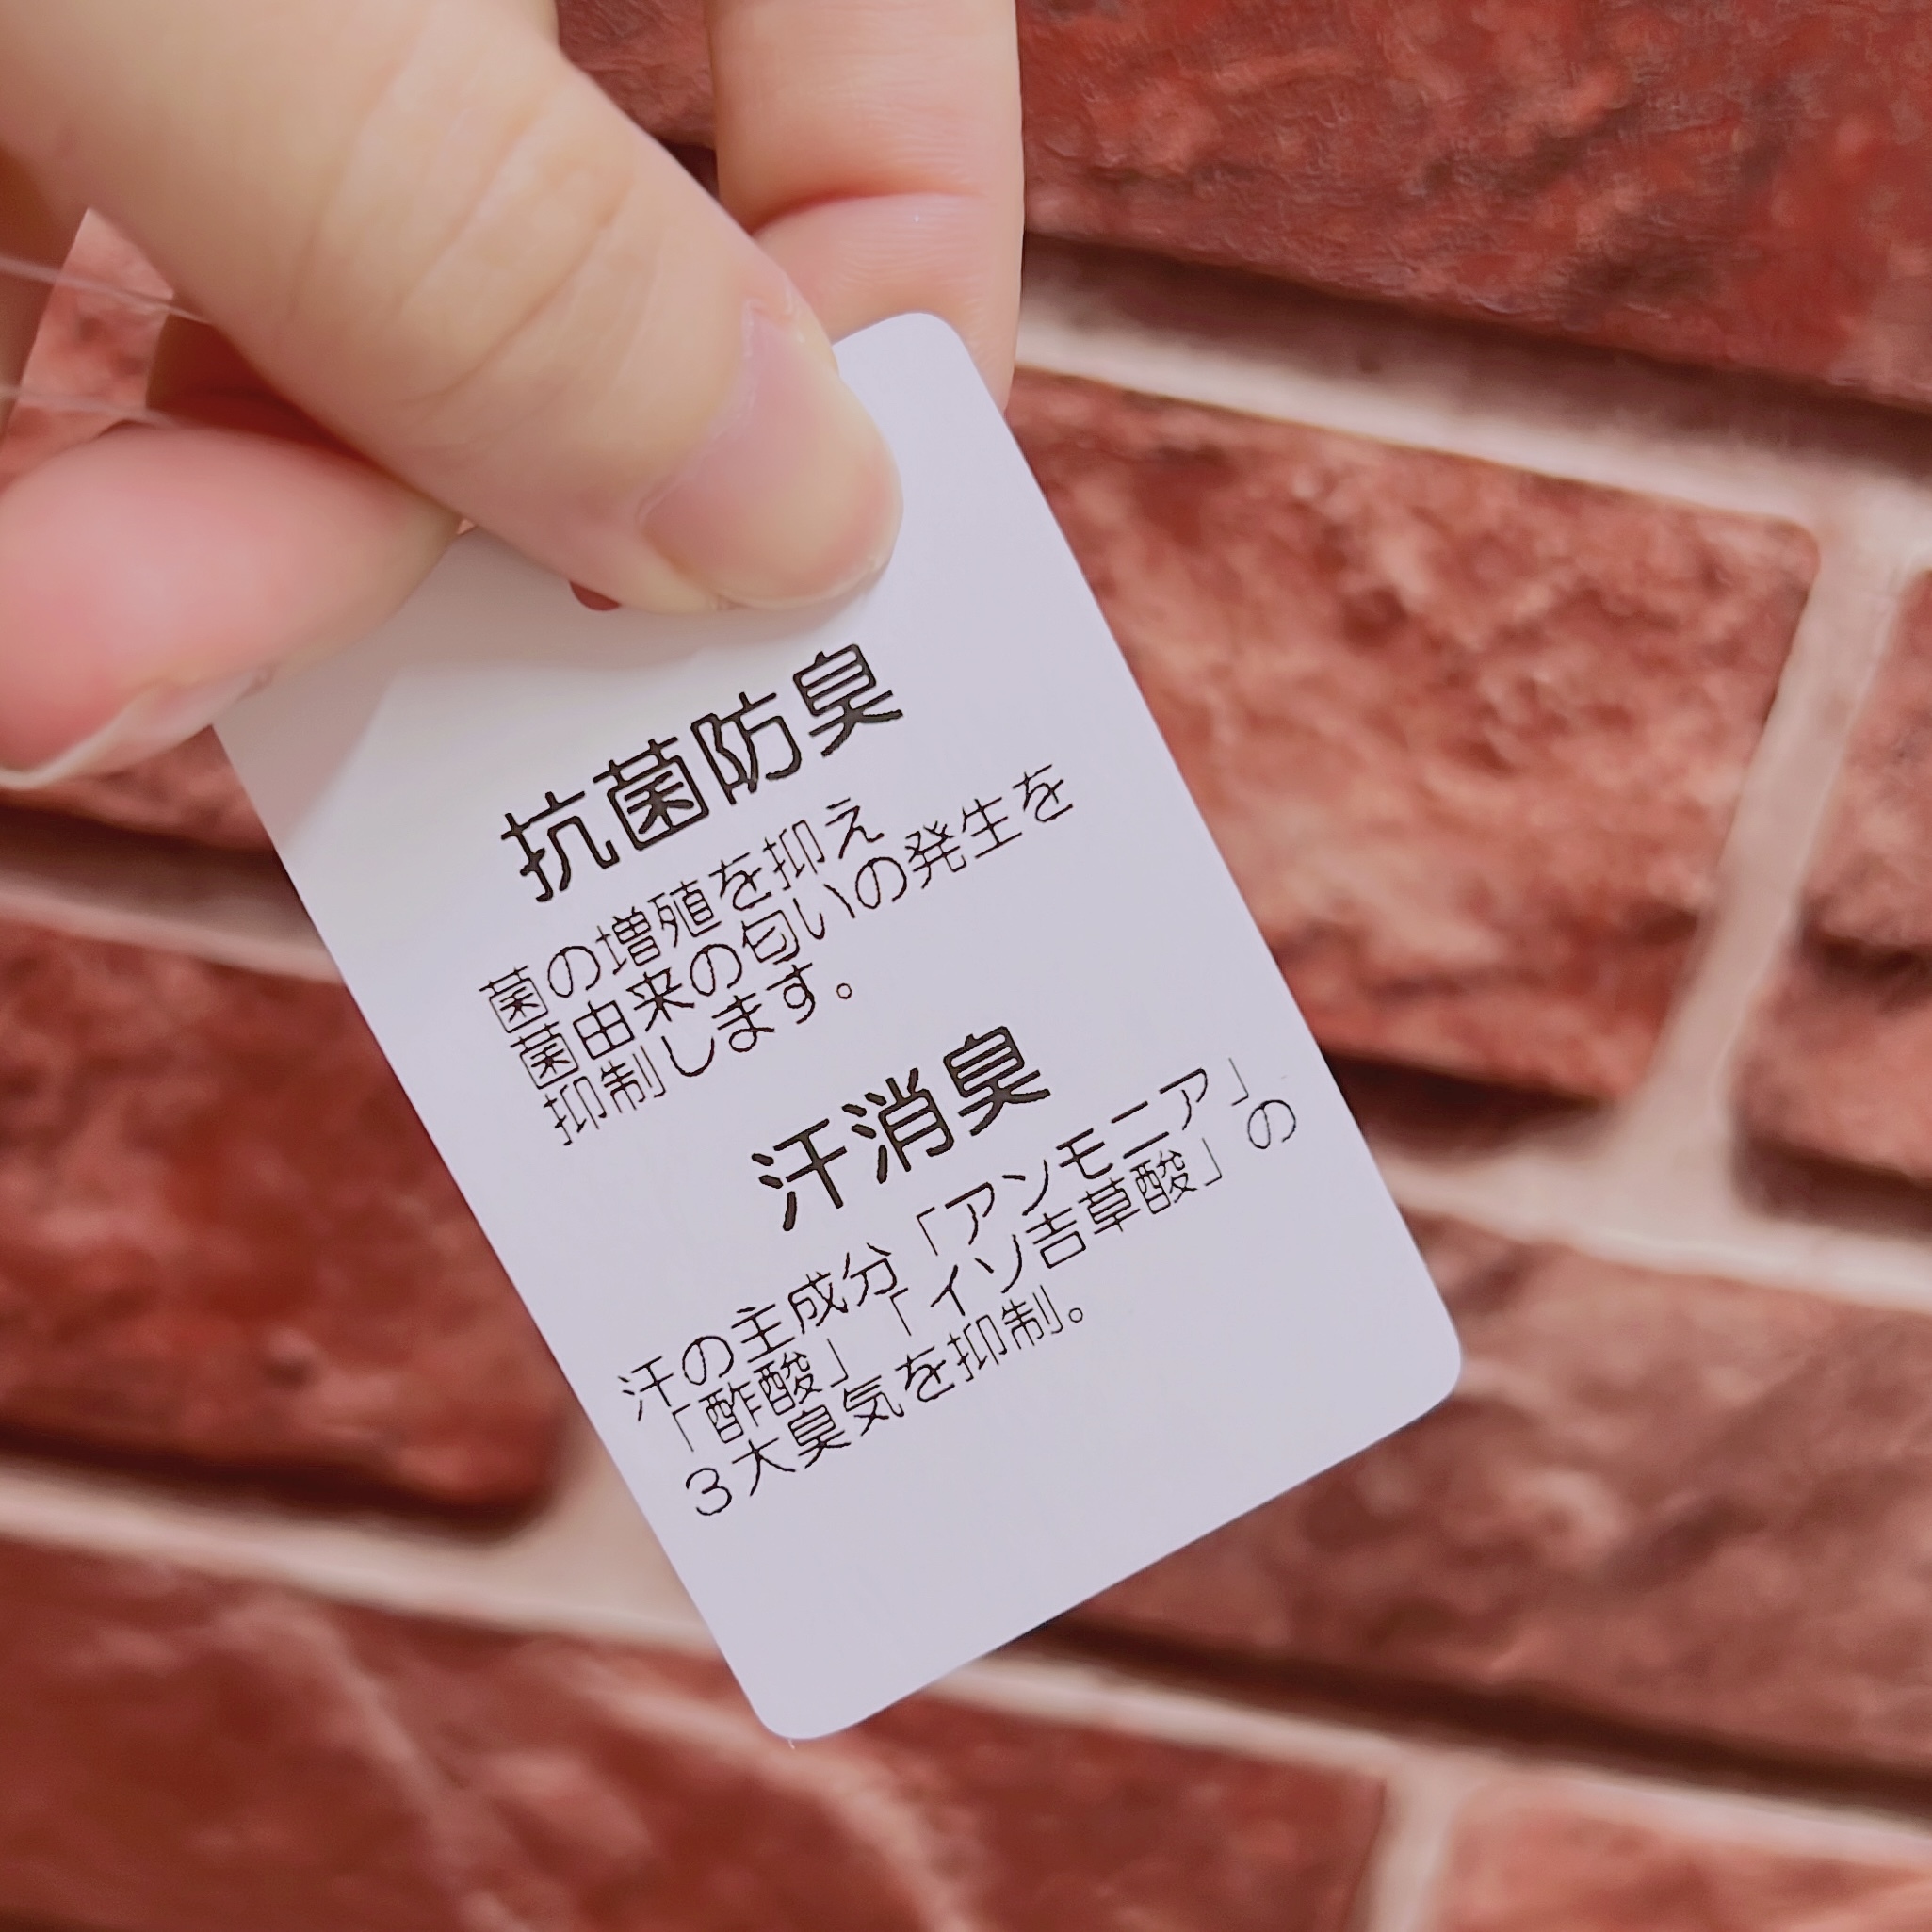 抗菌防臭
菌の増殖を抑え
菌由来の匂いの発生を
抑制します。
汗消臭
汗の主成分「アンモニア」
「酢酸」「イソ吉草酸」の
3大臭気を抑制。